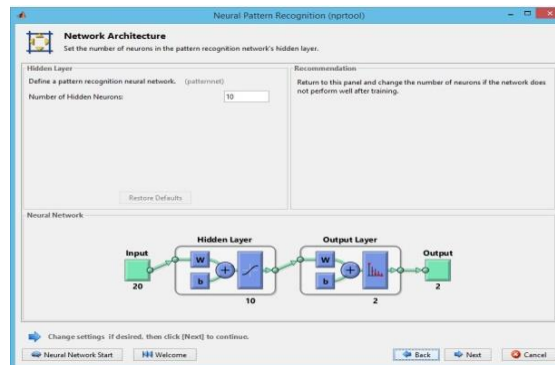 Neural Pattern Recognition (nprtool)
Network Architecture
Set the number of neurons in the pattern recognition network's hidden layer.
Hidden Layer
Define a pattern recognition neural network. (patternnet)
Number of Hidden Neurons: 10
Restore Defaults
Recommendation
Return to this panel and change the number of neurons if the network does
not perform well after training.
Neural Network
Hidden Layer Output Layer
Input Output
W W
b b
20 2
10 2
Change settings if desired, then click [Next] to continue.
Neural Network Start Welcome Back Next Cancel